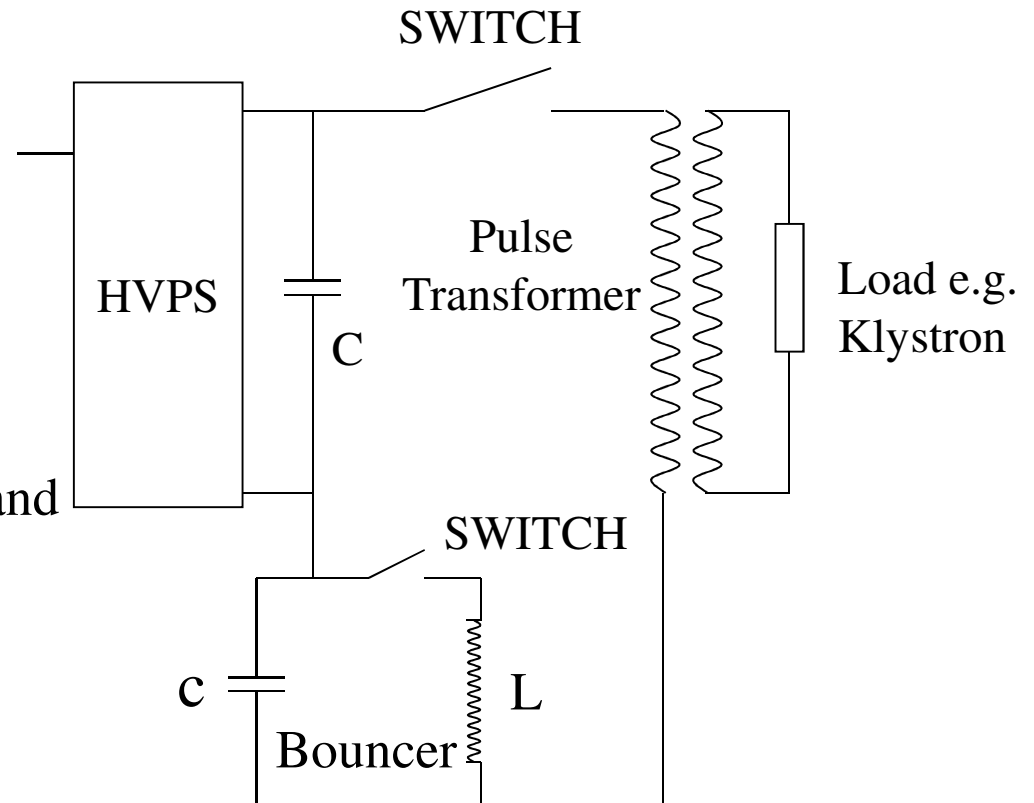 SWITCH
Pulse
Transformer
HVPS
Load e.g.
Klystron
C
and
SWITCH
c
L
Bouncer